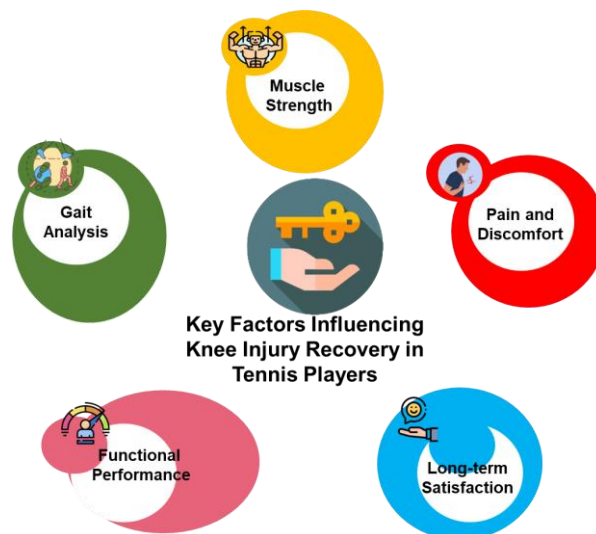 Muscle
Strength
Gait
Analysis
Pain and
Discomfort
Key Factors Influencing
Knee Injury Recovery in
Tennis Players
Functional
Performance
Long-term
Satisfaction